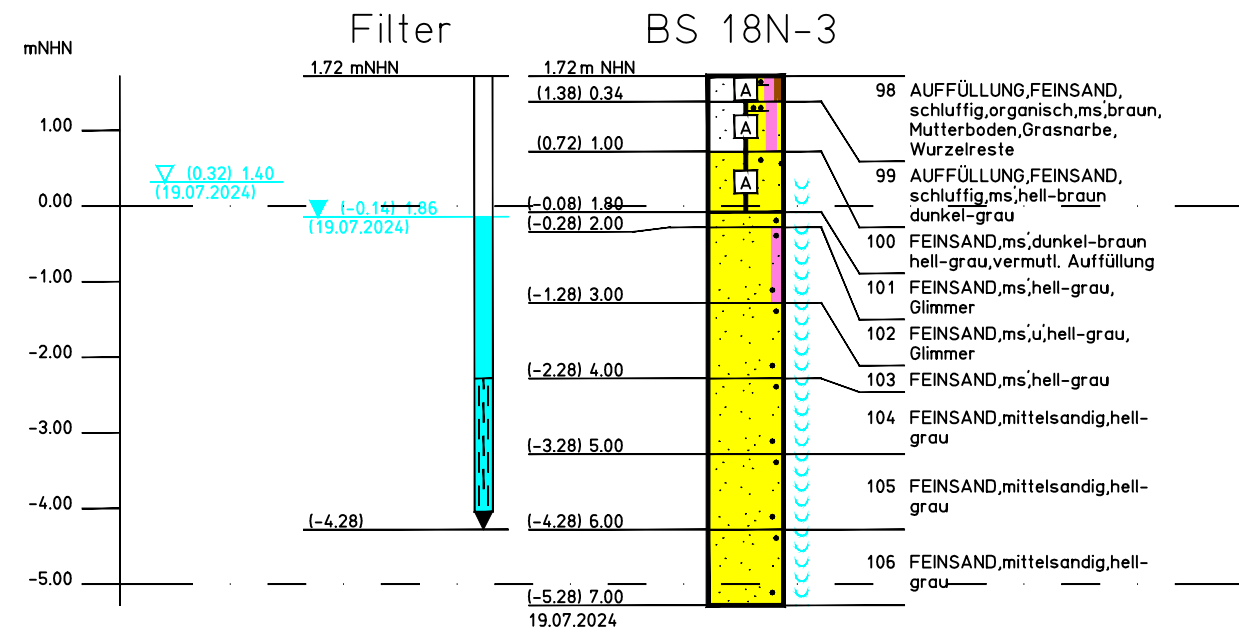 Filter
BS 18N-3
mNHN
1.72 mNHN
1.72m NHN
(1.38) 0.34
(0.72) 1.00
(-0.08) 1.80
(-0.28) 2.00
(-1.28) 3.00
(-2.28) 4.00
(-3.28) 5.00
(-4.28) 6.00
(-5.28) 7.00
19.07.2024
1.00
0.00
-1.00
-2.00
-3.00
-4.00
-5.00
(0.32) 1.40
(19.07.2024)
(-0.14) 1.86
(19.07.2024)
(-4.28)
A
A
A
98 AUFFÜLLUNG,FEINSAND,
schluffig,organisch,ms',braun,
Mutterboden,Grasnarbe,
Wurzelreste
99 AUFFÜLLUNG,FEINSAND,
schluffig,ms',hell-braun
dunkel-grau
100 FEINSAND,ms',dunkel-braun
hell-grau,vermutl. Auffüllung
101 FEINSAND,ms',hell-grau,
Glimmer
102 FEINSAND,ms',u',hell-grau,
Glimmer
103 FEINSAND,ms',hell-grau
104 FEINSAND,mittelsandig,hell-
grau
105 FEINSAND,mittelsandig,hell-
grau
106 FEINSAND,mittelsandig,hell-
grau